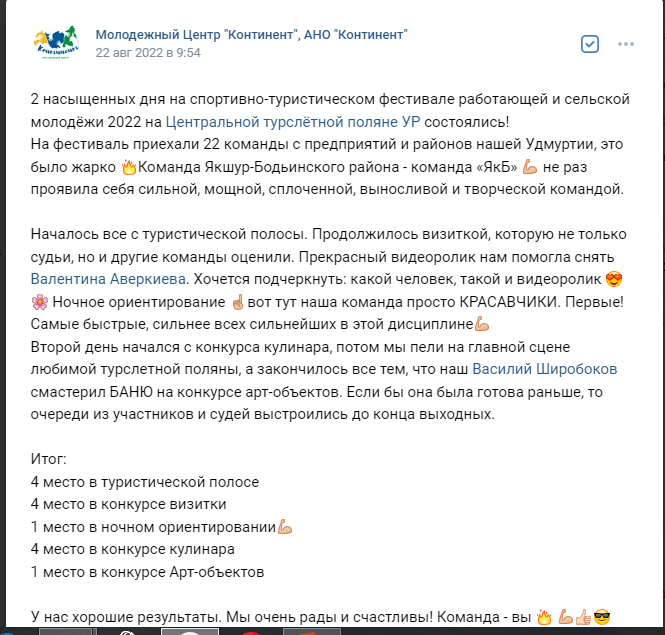 Молодежный Центр "Континент", АНО "Континент"
22 авг 2022 в 9:54
2 насыщенных дня на спортивно-туристическом фестивале работающей и сельской
молодёжи 2022 на Центральной турслётной поляне УР состоялись!
На фестиваль приехали 22 команды с предприятий и районов нашей Удмуртии, это
было жарко 🔥Команда Якшур-Бодьинского района - команда «ЯкБ» 💪🏼 не раз
проявила себя сильной, мощной, сплоченной, выносливой и творческой командой.
Началось все с туристической полосы. Продолжилось визиткой, которую не только
судьи, но и другие команды оценили. Прекрасный видеоролик нам помогла снять
Валентина Аверкиева. Хочется подчеркнуть: какой человек, такой и видеоролик 😍
🌸 Ночное ориентирование ☝🏼вот тут наша команда просто КРАСАВЧИКИ. Первые!
Самые быстрые, сильнее всех сильнейших в этой дисциплине💪🏼
Второй день начался с конкурса кулинара, потом мы пели на главной сцене
любимой турслетной поляны, а закончилось все тем, что наш Василий Широбоков
смастерил БАНЮ на конкурсе арт-объектов. Если бы она была готова раньше, то
очереди из участников и судей выстроились до конца выходных.
Итог:
4 место в туристической полосе
4 место в конкурсе визитки
1 место в ночном ориентировании💪🏼
4 место в конкурсе кулинара
1 место в конкурсе Арт-объектов
У нас хорошие результаты. Мы очень рады и счастливы! Команда - вы 🔥 💪🏼👍🏼😎